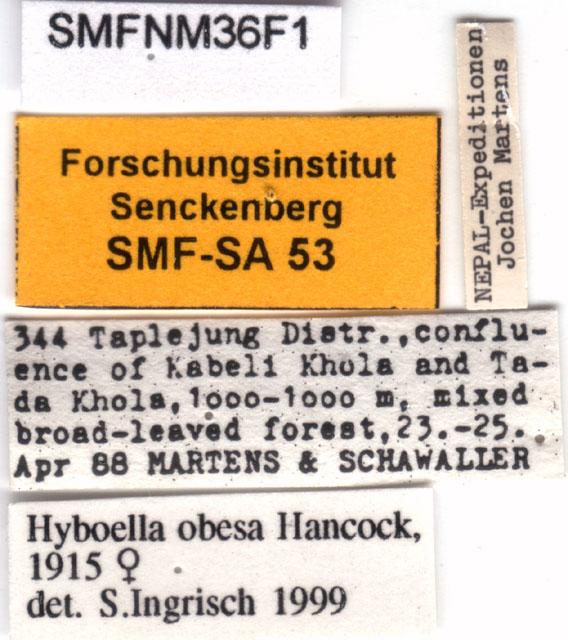 SMFNM36F1
NEPAL-Expeditionen
Jochen Martens
Forschungsinstitut
Senckenberg
SMF-SA 53
344 Taplejung Distr.,conflu-
ence of Kabeli Khola and Ta-
da Khola,1000-1000 m, mixed
broad-leaved forest,23.-25.
Apr 88 MARTENS & SCHAWALLER
Hyboella obesa Hancock,
1915 ♀
det. S.Ingrisch 1999